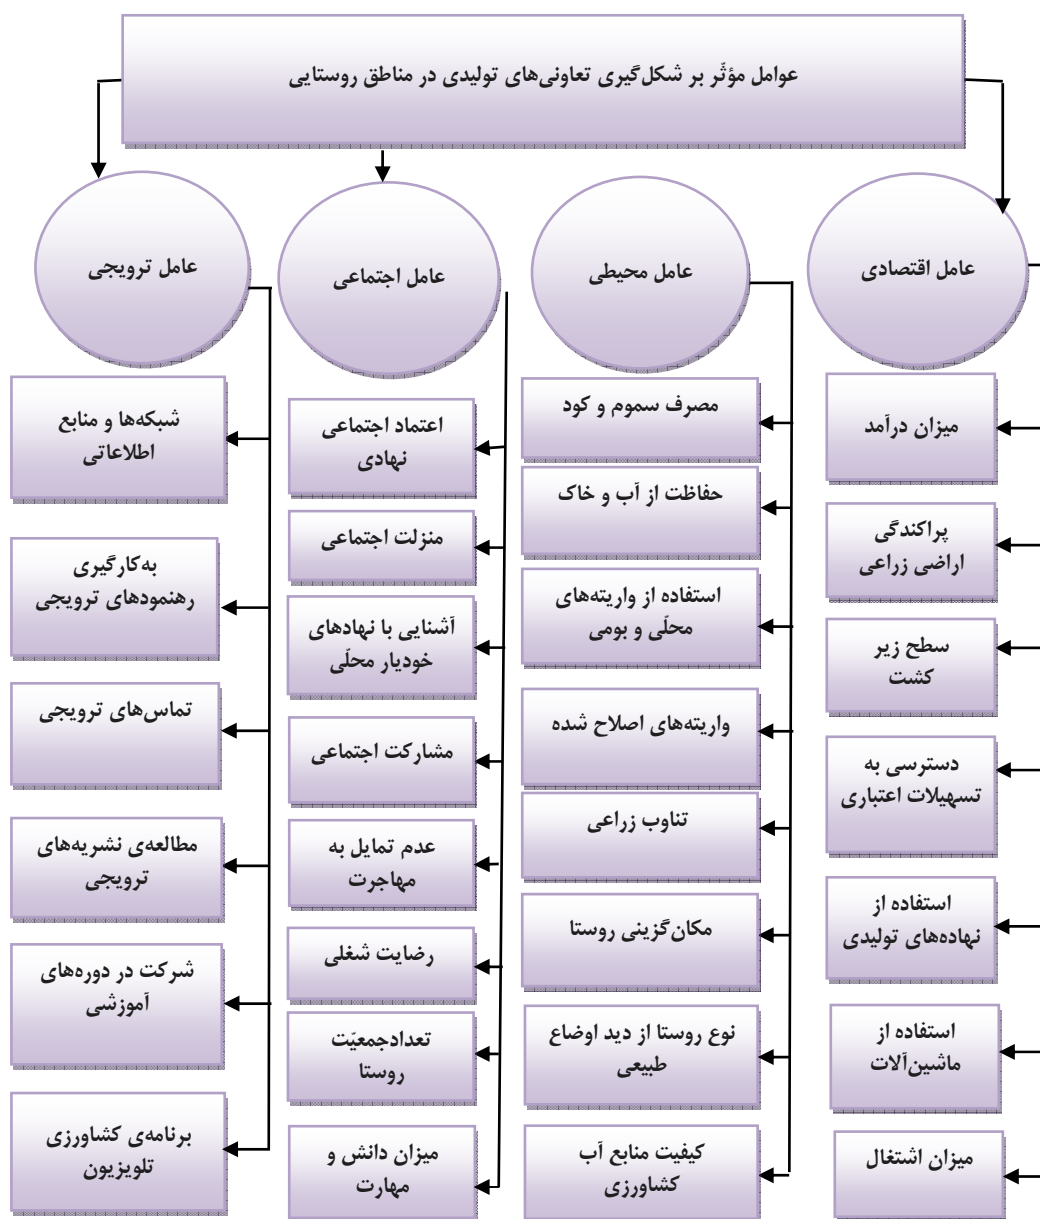 عوامل مؤثّر بر شکل‌گیری تعاونی‌های تولیدی در مناطق روستایی
عامل اقتصادی
میزان درآمد
پراکندگی
اراضی زراعی
سطح زیر
کشت
دسترسی به
تسهیلات اعتباری
استفاده از
نهاده‌های تولیدی
استفاده از
ماشین‌آلات
میزان اشتغال
عامل محیطی
مصرف سموم و کود
حفاظت از آب و خاک
استفاده از واریته‌های
محلّی و بومی
واریته‌های اصلاح شده
تناوب زراعی
مکان‌گزینی روستا
نوع روستا از دید اوضاع
طبیعی
کیفیت منابع آب
کشاورزی
عامل اجتماعی
اعتماد اجتماعی
نهادی
منزلت اجتماعی
آشنایی با نهادهای
خودیار محلّی
مشارکت اجتماعی
عدم تمایل به
مهاجرت
رضایت شغلی
تعدادجمعیّت
روستا
میزان دانش و
مهارت
عامل ترویجی
شبکه‌ها و منابع
اطلاعاتی
به‌کارگیری
رهنمودهای ترویجی
تماس‌های ترویجی
مطالعه‌ی نشریه‌های
ترویجی
شرکت در دوره‌های
آموزشی
برنامه‌ی کشاورزی
تلویزیون